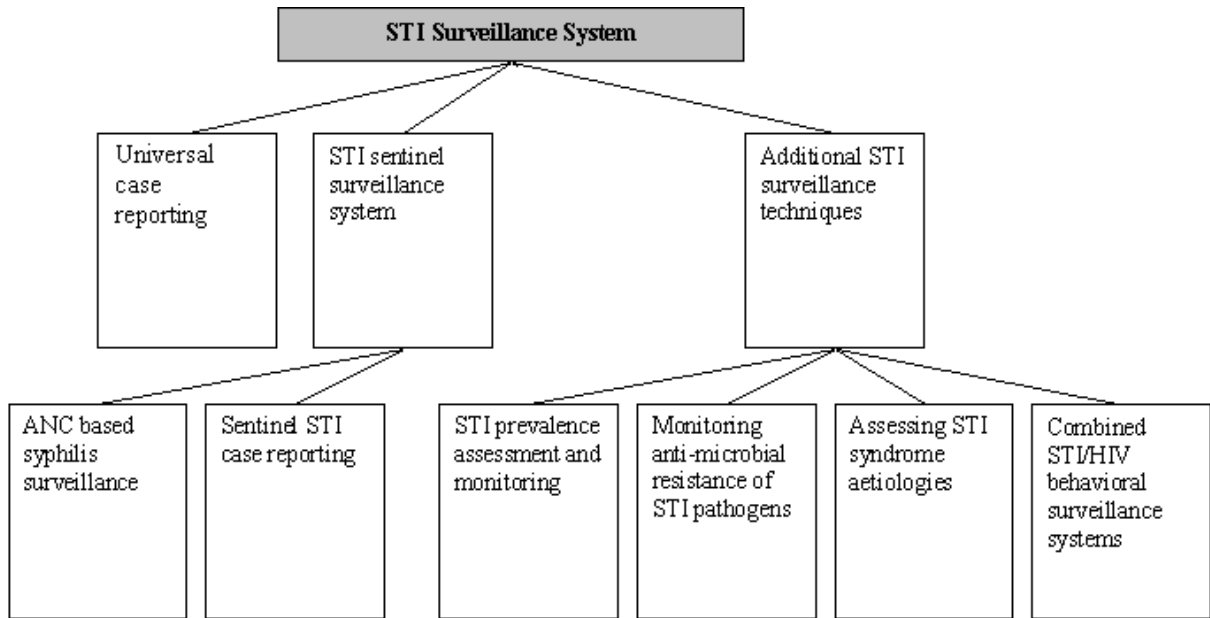 STI Surveillance System
Universal
case
reporting
STI sentinel
surveillance
system
Additional STI
surveillance
techniques
ANC based
syphilis
surveillance
Sentinel STI
case reporting
STI prevalence
assessment and
monitoring
Monitoring
anti-microbial
resistance of
STI pathogens
Assessing STI
syndrome
aetiologies
Combined
STI/HIV
behavioral
surveillance
systems